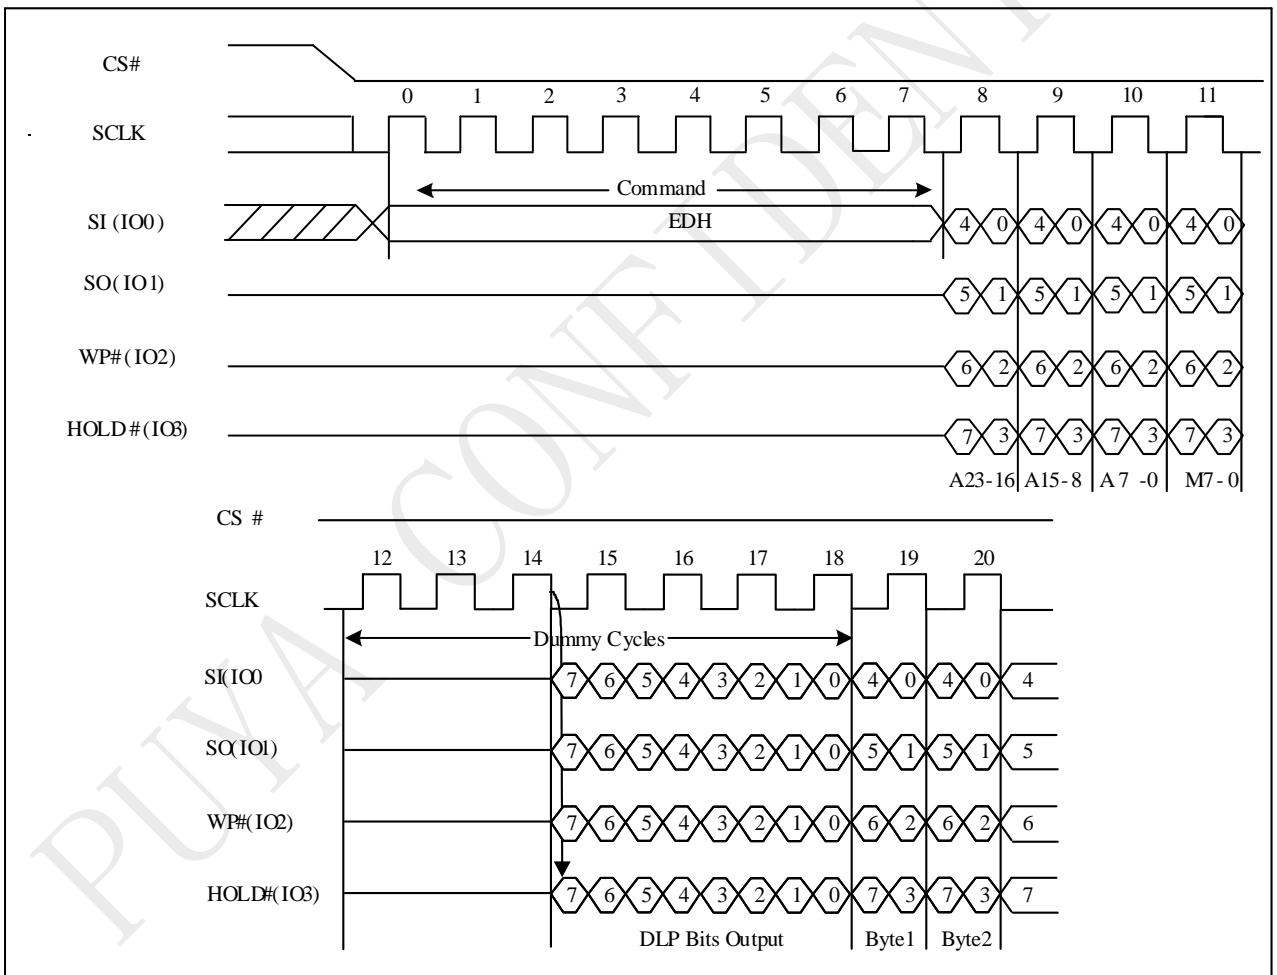 CS#
0 1 2 3 4 5 6 7 8 9 10 11
SCLK
Command
SI (IO0) EDH 4 0 4 0 4 0 4 0
SO( IO1) 5 1 5 1 5 1 5 1
WP# ( IO2) 6 2 6 2 6 2 6 2
HOLD # (IO3) 7 3 7 3 7 3 7 3
A23-16 A15-8 A7-0 M7-0
CS #
12 13 14 15 16 17 18 19 20
SCLK
Dummy Cycles
SI(IO0 7 6 5 4 3 2 1 0 4 0 4 0 4
SO(IO1) 7 6 5 4 3 2 1 0 5 1 5 1 5
WP#(IO2) 7 6 5 4 3 2 1 0 6 2 6 2 6
HOLD#(IO3) 7 6 5 4 3 2 1 0 7 3 7 3 7
DLP Bits Output Byte1 Byte2
PUYA CONFIDENT